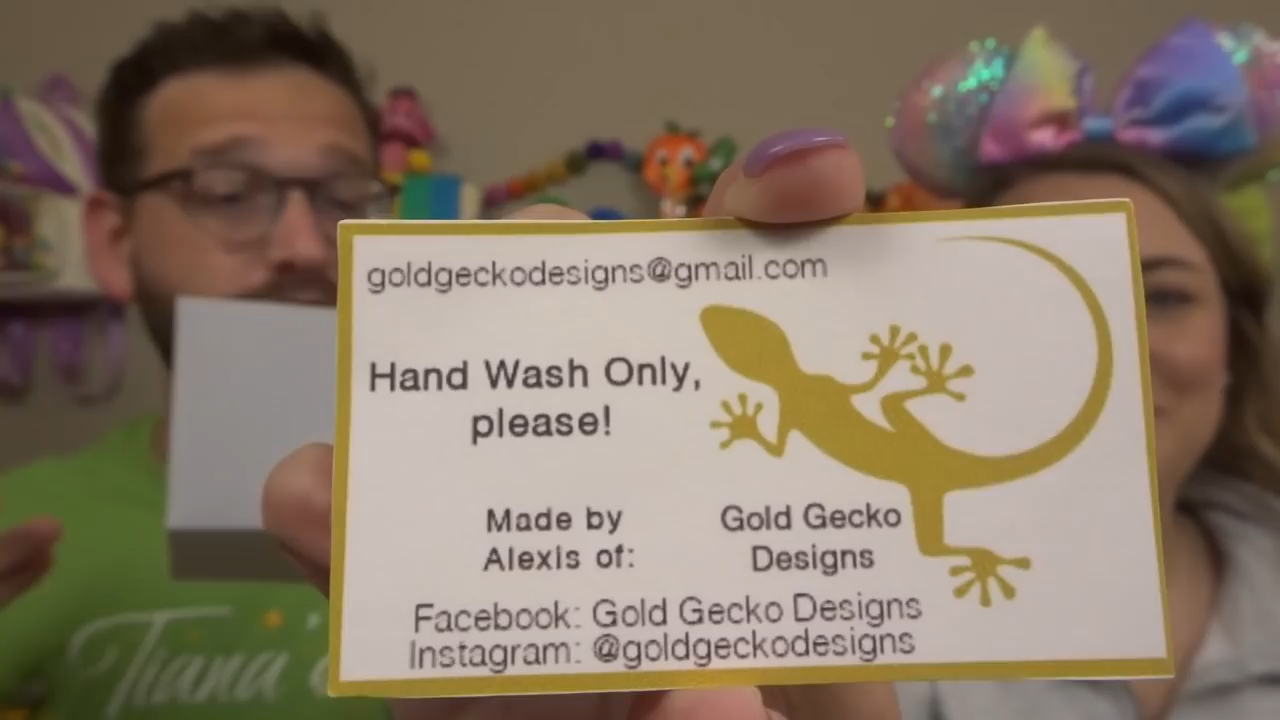 goldgeckodesigns@gmail.com
Hand Wash Only,
please!
Made by
Alexis of:
Gold Gecko
Designs
Facebook: Gold Gecko Designs
Instagram: @goldgeckodesigns
Tiana